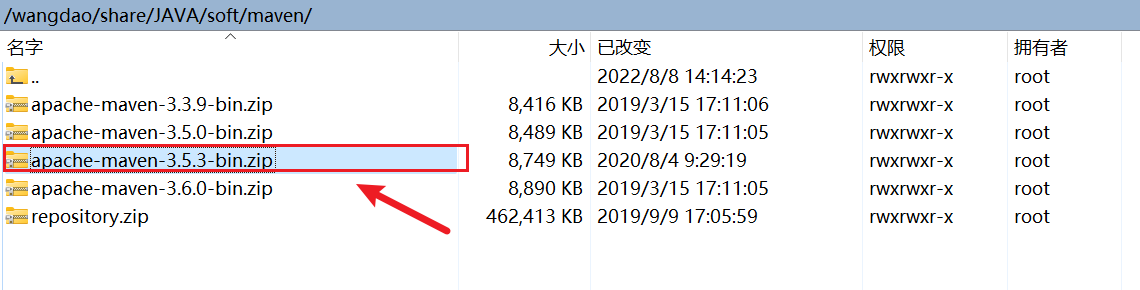 /wangdao/share/JAVA/soft/maven/
名字 大小 已改变 权限 拥有者
.. 2022/8/8 14:14:23 rwxrwxr-x root
apache-maven-3.3.9-bin.zip 8,416 KB 2019/3/15 17:11:06 rwxrwxr-x root
apache-maven-3.5.0-bin.zip 8,489 KB 2019/3/15 17:11:05 rwxrwxr-x root
apache-maven-3.5.3-bin.zip 8,749 KB 2020/8/4 9:29:19 rwxrwxr-x root
apache-maven-3.6.0-bin.zip 8,890 KB 2019/3/15 17:11:05 rwxrwxr-x root
repository.zip 462,413 KB 2019/9/9 17:05:59 rwxrwxr-x root